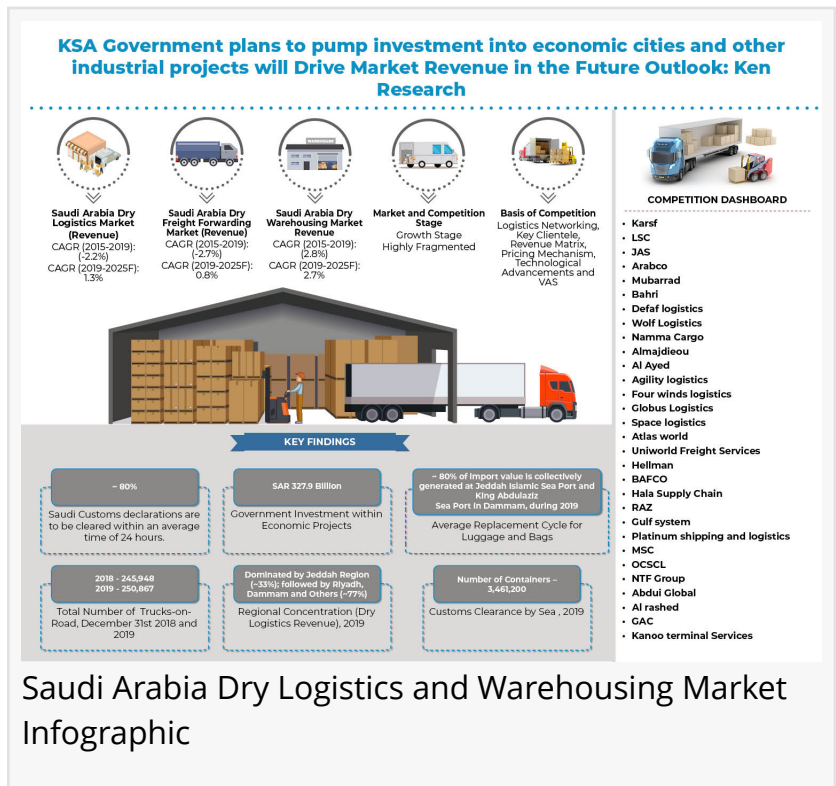 KSA Government plans to pump investment into economic cities and other
industrial projects will Drive Market Revenue in the Future Outlook: Ken
Research
Saudi Arabia Dry
Logistics Market
(Revenue)
CAGR (2015-2019):
(-2.2%)
CAGR (2019-2025F):
1.3%
Saudi Arabia Dry
Freight Forwarding
Market (Revenue)
CAGR (2015-2019):
(-2.7%)
CAGR (2019-2025F):
0.8%
WAREHOUSE
Saudi Arabia Dry
Warehousing Market
Revenue
CAGR (2015-2019):
(2.8%)
CAGR (2019-2025F):
2.7%
Market and Competition
Stage
Growth Stage
Highly Fragmented
Basis of Competition
Logistics Networking,
Key Clientele,
Revenue Matrix,
Pricing Mechanism,
Technological
Advancements and
VAS
KEY FINDINGS
~ 80%
Saudi Customs declarations are
to be cleared within an average
time of 24 hours.
SAR 327.9 Billion
Government Investment within
Economic Projects
~ 80% of import value is collectively
generated at Jeddah Islamic Sea Port and
King Abdulaziz
Sea Port in Dammam, during 2019
Average Replacement Cycle for
Luggage and Bags
2018 - 245,948
2019 - 250,867
Total Number of Trucks-on-
Road, December 31st 2018 and
2019
Dominated by Jeddah Region
(~33%); followed by Riyadh,
Dammam and Others (~77%)
Regional Concentration (Dry
Logistics Revenue), 2019
Number of Containers –
3,461,200
Customs Clearance by Sea , 2019
COMPETITION DASHBOARD
• Karsf
• LSC
• JAS
• Arabco
• Mubarrad
• Bahri
• Defaf logistics
• Wolf Logistics
• Namma Cargo
• Almajdieou
• Al Ayed
• Agility logistics
• Four winds logistics
• Globus Logistics
• Space logistics
• Atlas world
• Uniworld Freight Services
• Hellman
• BAFCO
• Hala Supply Chain
• RAZ
• Gulf system
• Platinum shipping and logistics
• MSC
• OCSCL
• NTF Group
• Abdui Global
• Al rashed
• GAC
• Kanoo terminal Services
Saudi Arabia Dry Logistics and Warehousing Market
Infographic